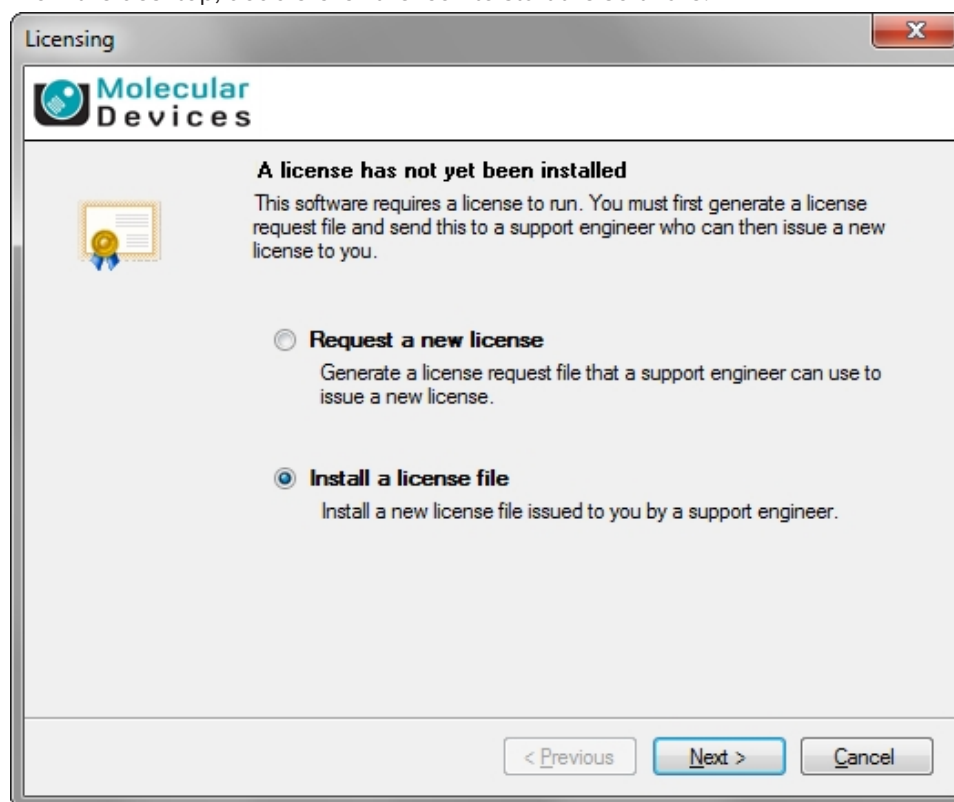 Licensing
Molecular
Devices
A license has not yet been installed
This software requires a license to run. You must first generate a license
request file and send this to a support engineer who can then issue a new
license to you.
Request a new license
Generate a license request file that a support engineer can use to
issue a new license.
Install a license file
Install a new license file issued to you by a support engineer.
< Previous
Next >
Cancel